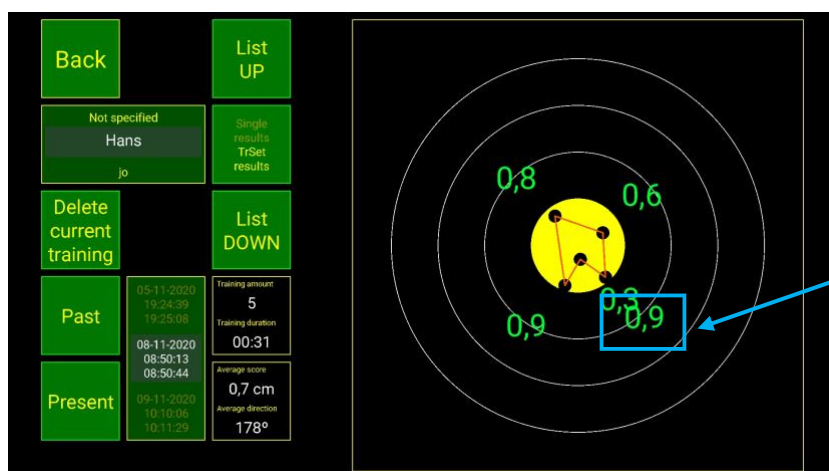 Back
List
UP
Not specified
Hans
jo
Single
results
TrSet
results
Delete
current
training
List
DOWN
Past
05-11-2020
19:24:39
19:25:08
08-11-2020
08:50:13
08:50:44
09-11-2020
10:10:06
10:11:29
Training amount
5
Training duration
00:31
Present
Average score
0,7 cm
Average direction
178º
0,8
0,6
0,3
0,9
0,9